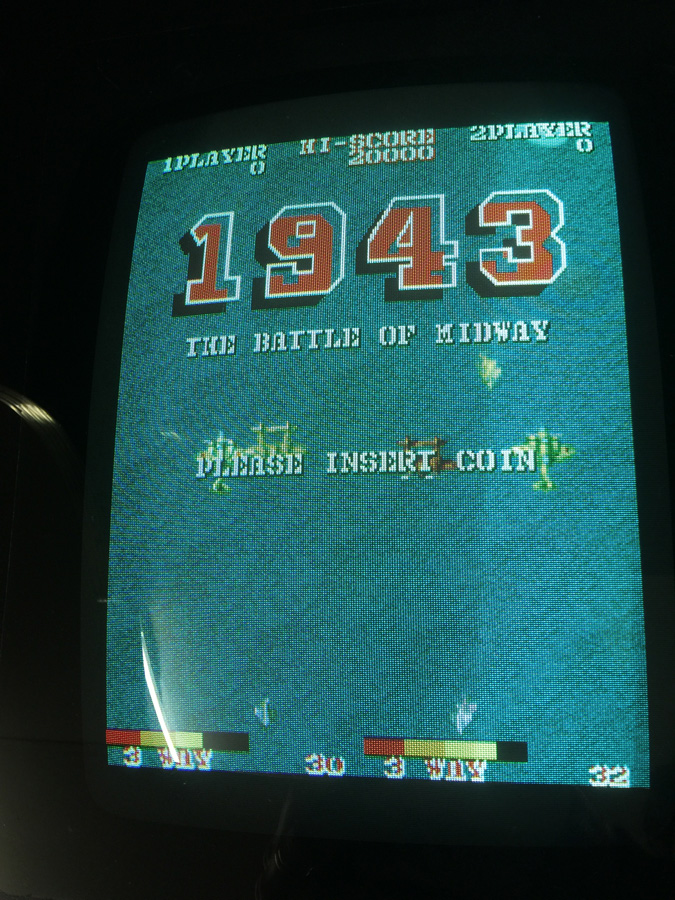 1PLAYER HI-SCORE 2PLAYER
0 20000 0
1943
THE BATTLE OF MIDWAY
PLEASE INSERT COIN
3 WAY 30 3 WAY 32